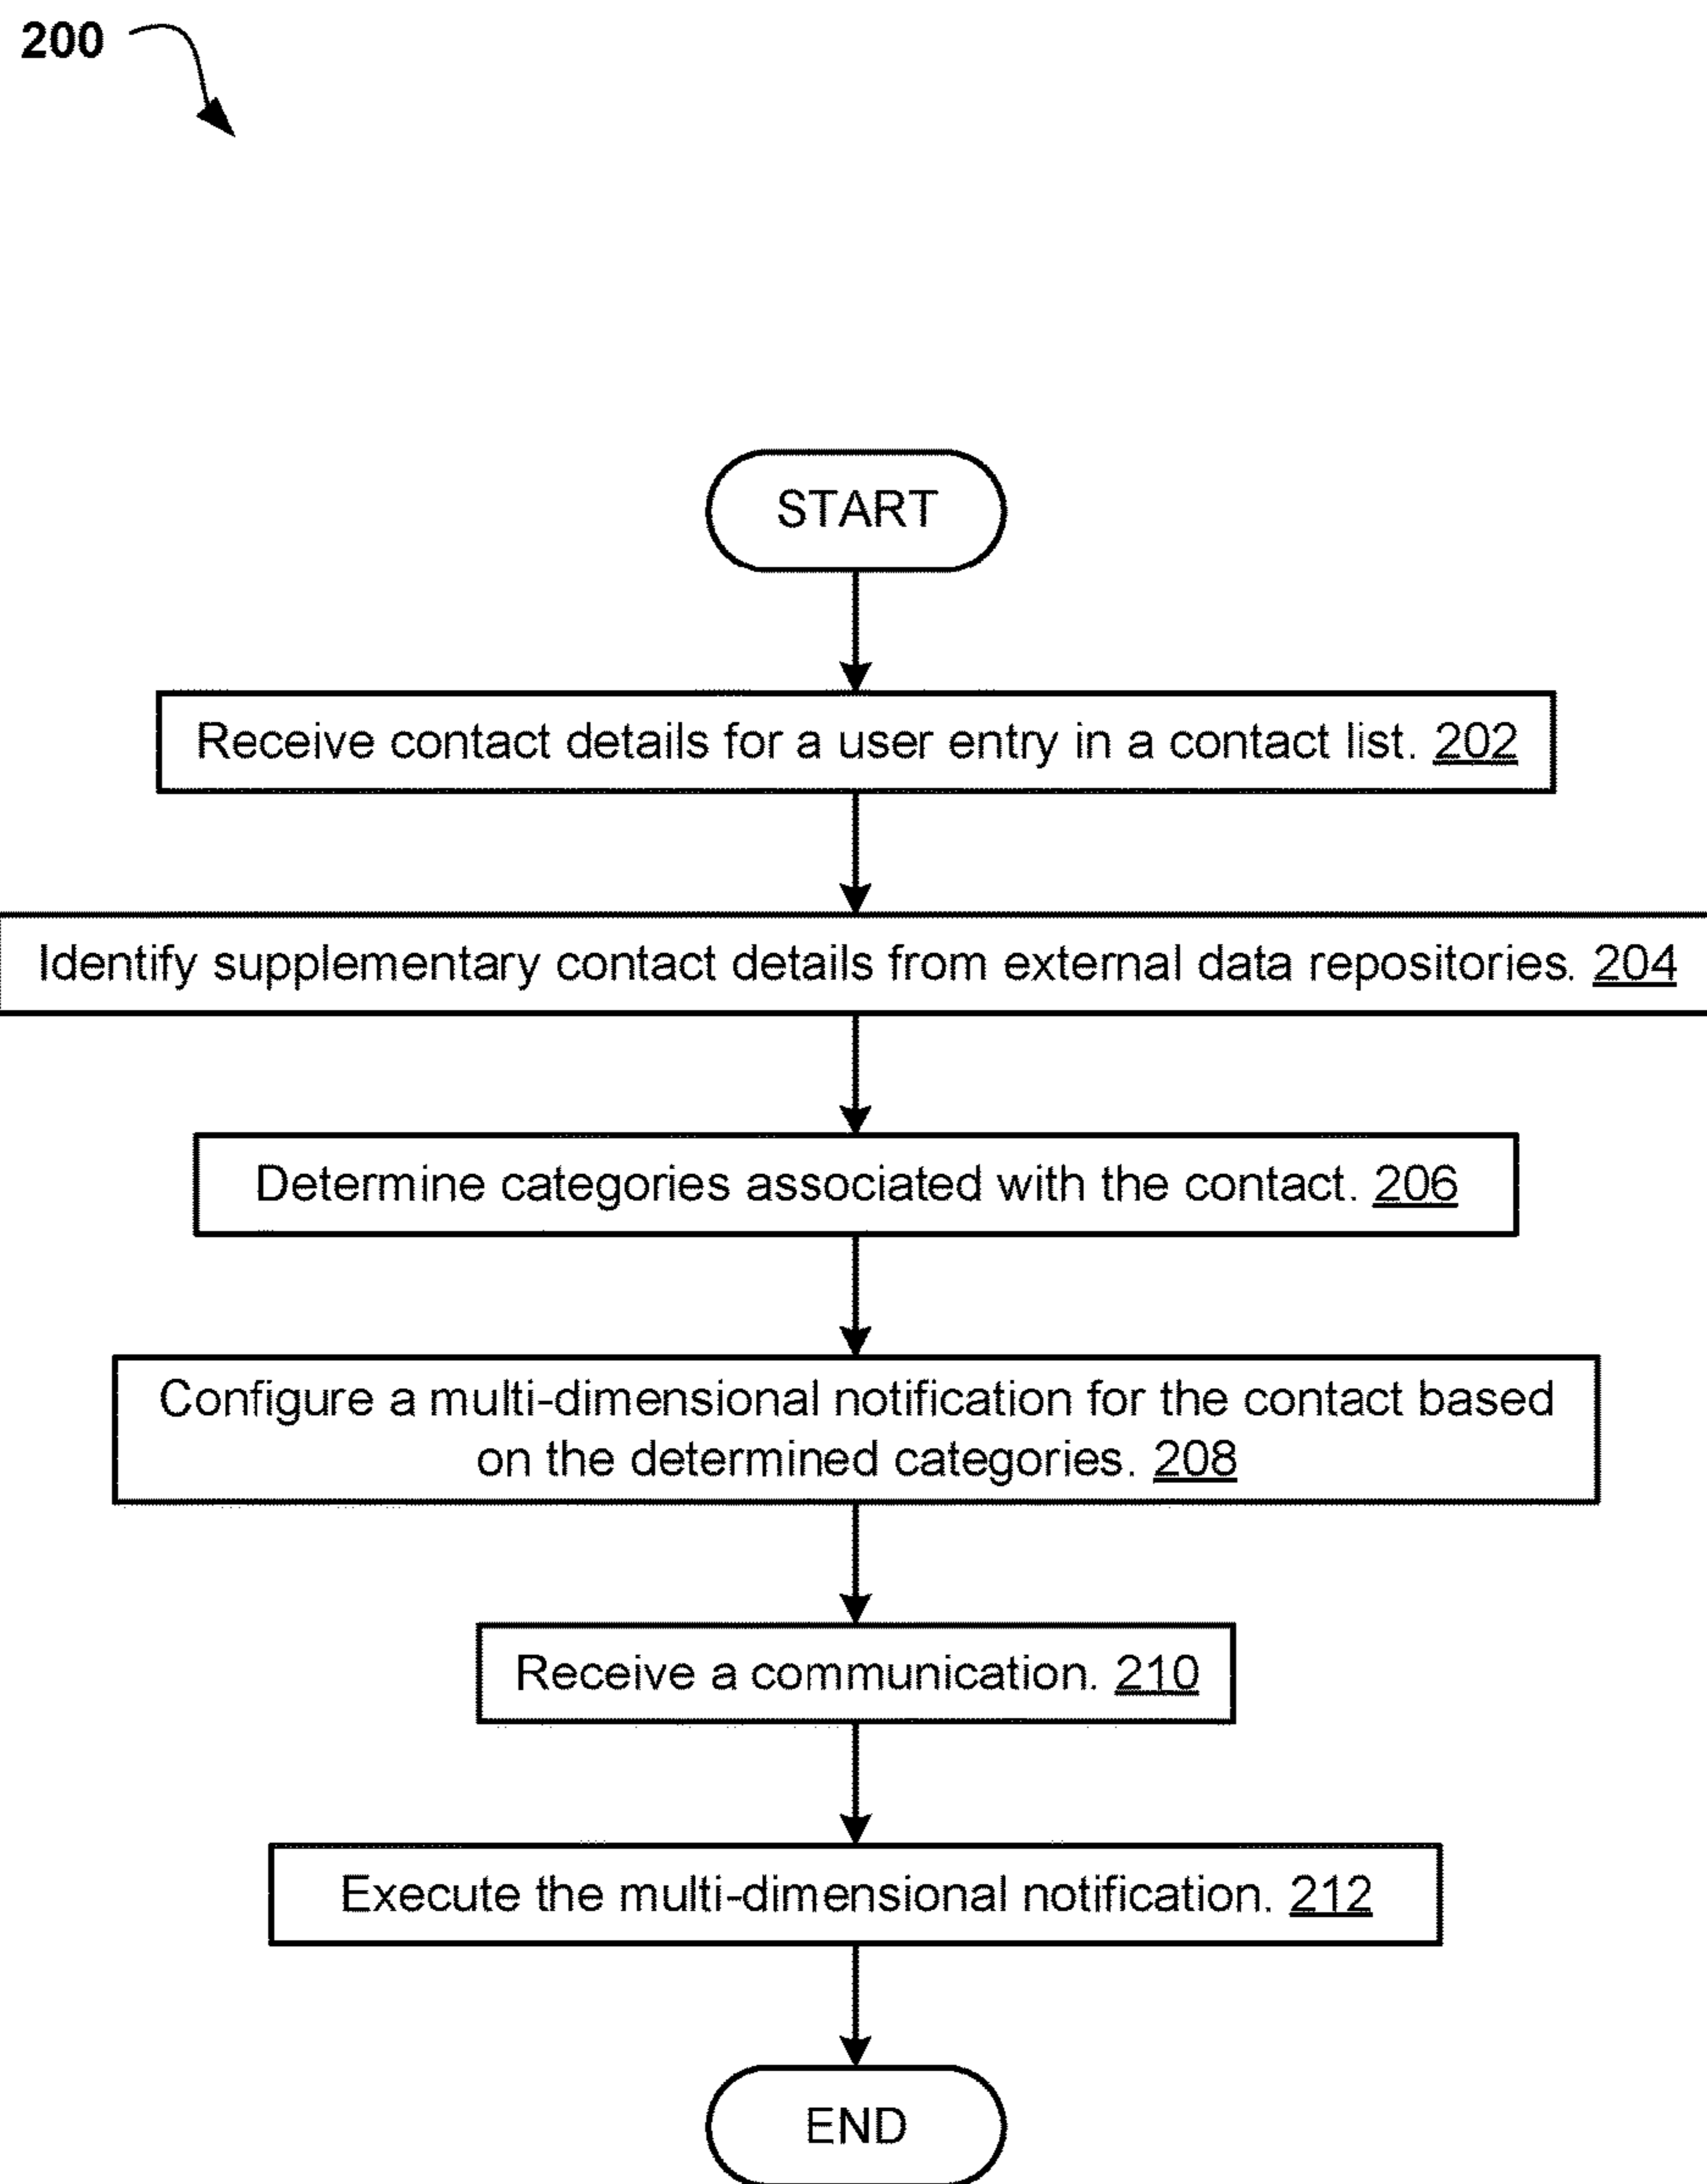 200
START
Receive contact details for a user entry in a contact list. 202
Identify supplementary contact details from external data repositories. 204
Determine categories associated with the contact. 206
Configure a multi-dimensional notification for the contact based
on the determined categories. 208
Receive a communication. 210
Execute the multi-dimensional notification. 212
END